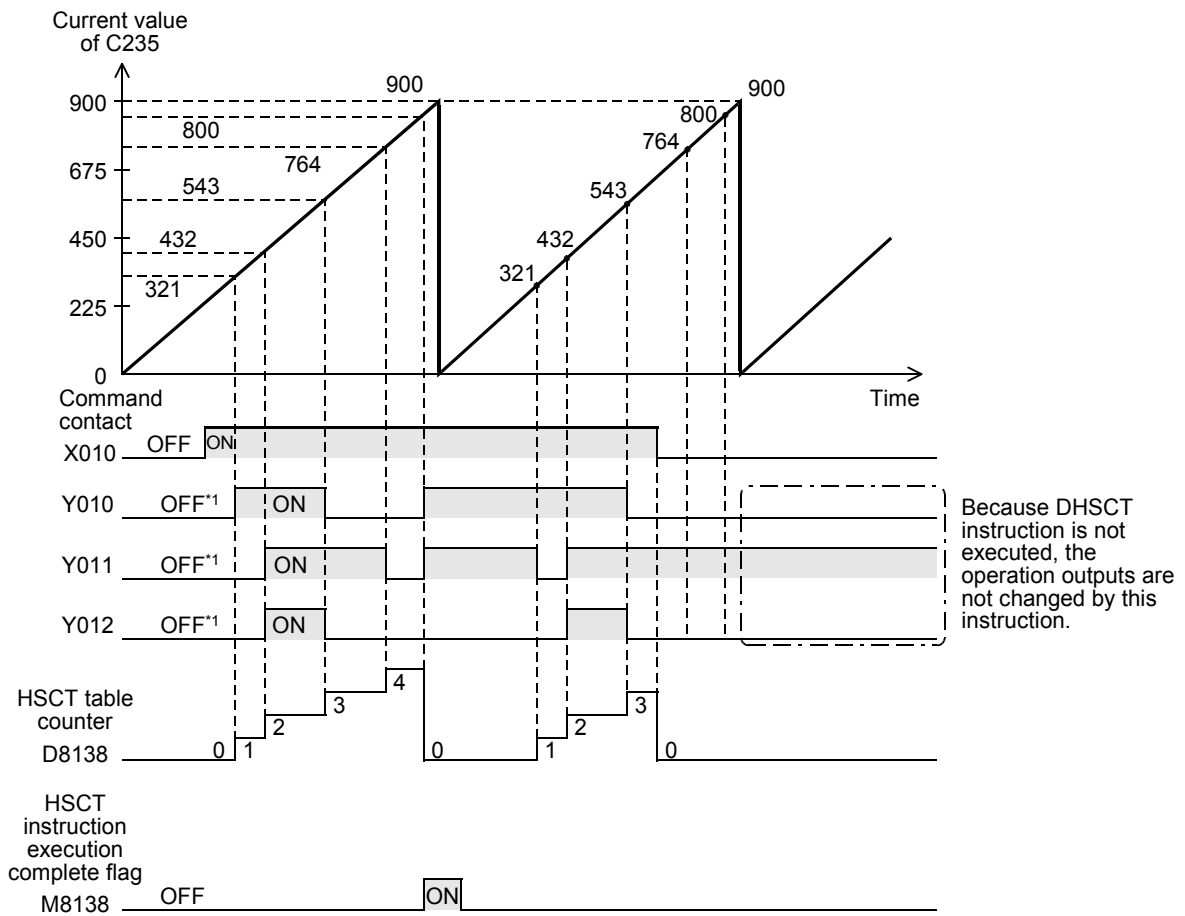 Current value
of C235
900
900
900
800
800
764
764
675
543
543
450
432
432
321
321
225
0
Time
Command
contact
X010 OFF ON
Y010 OFF*1 ON
Y011 OFF*1 ON
Y012 OFF*1 ON
Because DHSCT
instruction is not
executed, the
operation outputs are
not changed by this
instruction.
HSCT table
counter
D8138
0 1 2 3 4 0 1 2 3 0
HSCT
instruction
execution
complete flag
M8138 OFF ON